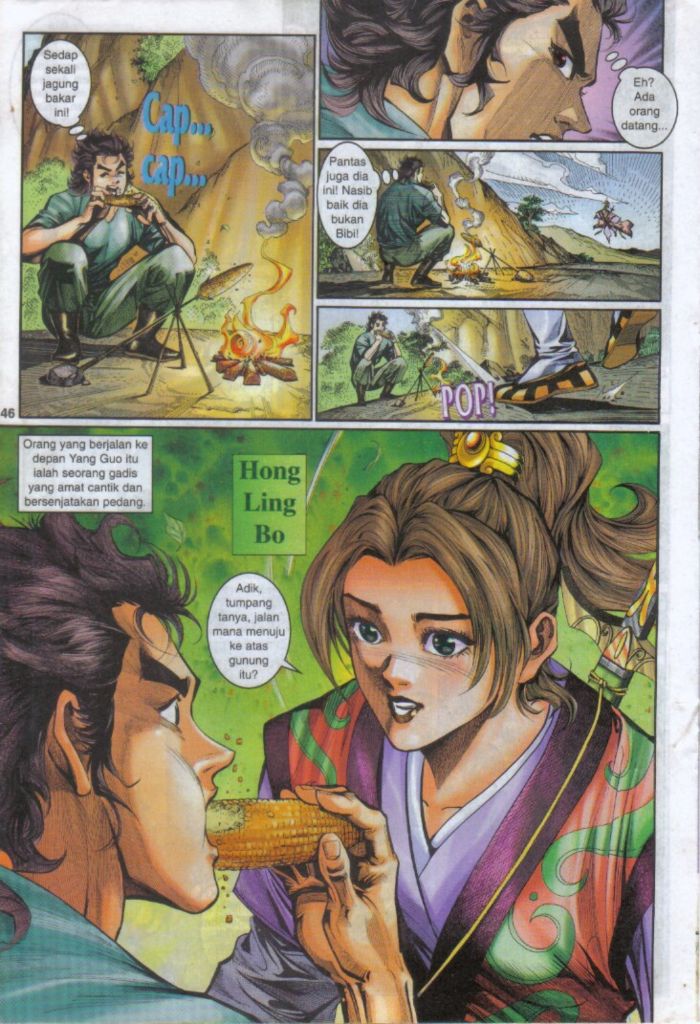 Sedap
sekali
jagung
bakar
ini!
Cap...
cap...
Eh?
Ada
orang
datang...
Pantas
juga dia
ini! Nasib
baik dia
bukan
Bibi!
POP!
46
Orang yang berjalan ke
depan Yang Guo itu
ialah seorang gadis
yang amat cantik dan
bersenjatakan pedang.
Hong
Ling
Bo
Adik,
tumpang
tanya, jalan
mana menuju
ke atas
gunung
itu?